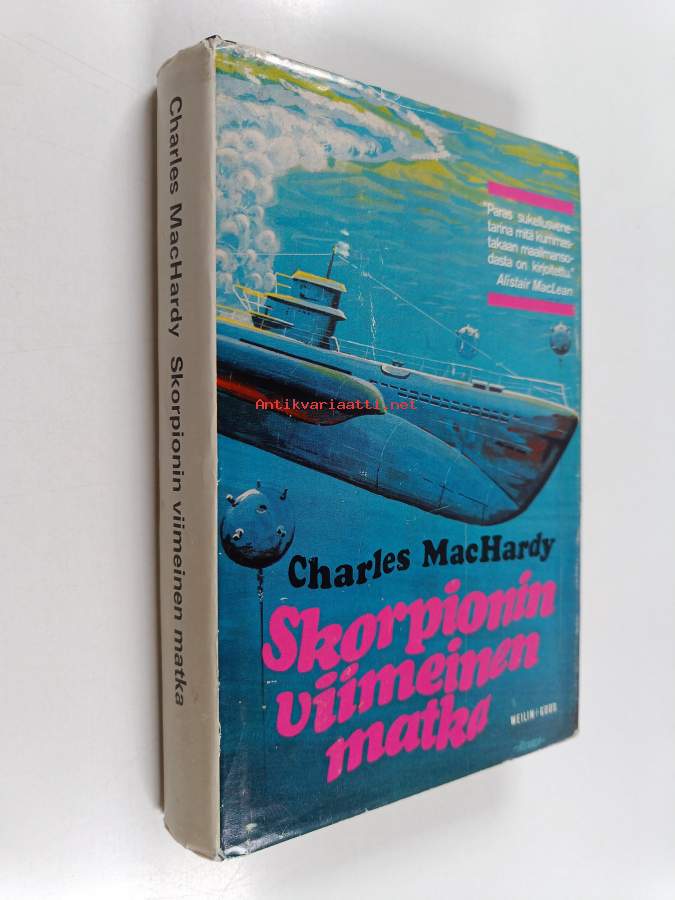 Charles MacHardy Skorpionin viimeinen matka
"Paras sukellusvene-
tarina mitä kummas-
takaan maailmanso-
dasta on kirjoitettu."
Alistair MacLean
Antikvariaatti.net
Charles MacHardy
Skorpionin
viimeinen
matka
WEILIN+GÖÖS